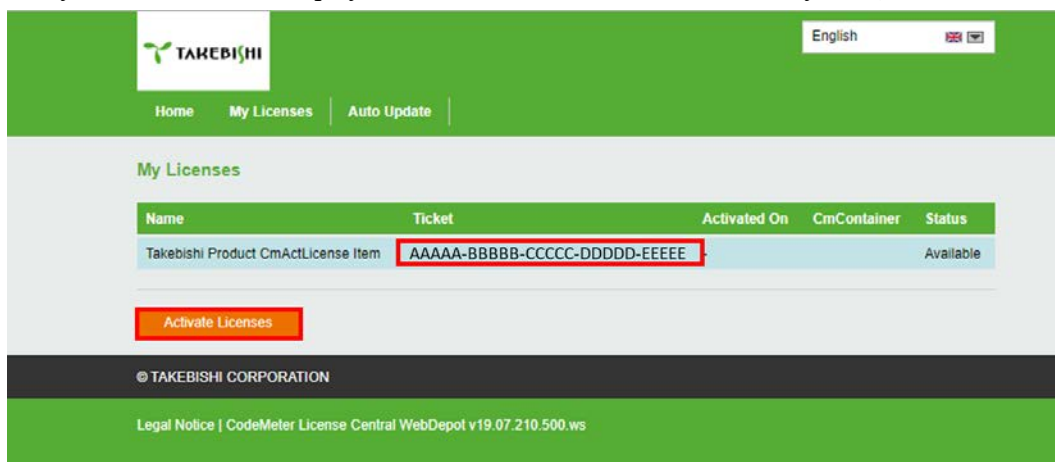 TAKEBISHI
English
Home My Licenses Auto Update
My Licenses
Name Ticket Activated On CmContainer Status
Takebishi Product CmActLicense Item AAAAA-BBBBB-CCCCC-DDDDD-EEEEE - Available
Activate Licenses
© TAKEBISHI CORPORATION
Legal Notice | CodeMeter License Central WebDepot v19.07.210.500.ws